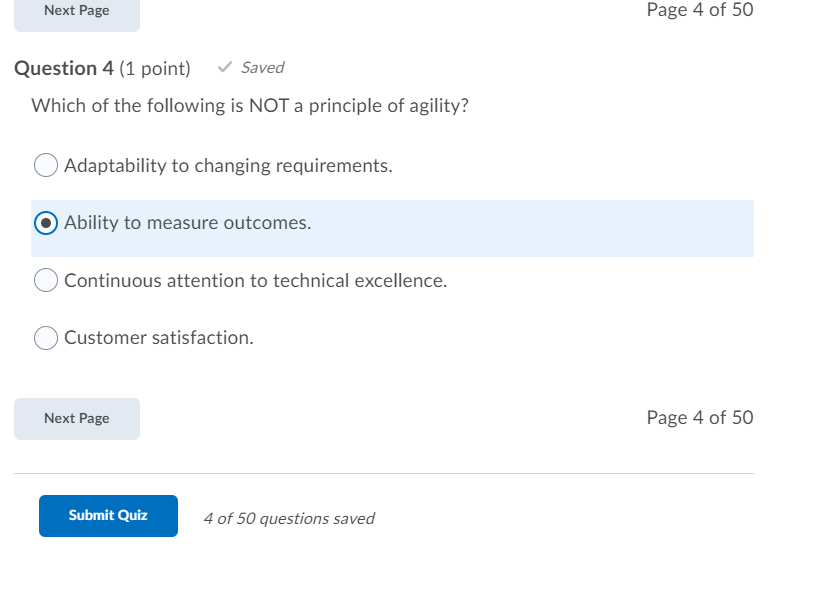 Next Page
Page 4 of 50
Question 4 (1 point)
Saved
Which of the following is NOT a principle of agility?
Adaptability to changing requirements.
Ability to measure outcomes.
Continuous attention to technical excellence.
Customer satisfaction.
Next Page
Page 4 of 50
Submit Quiz
4 of 50 questions saved